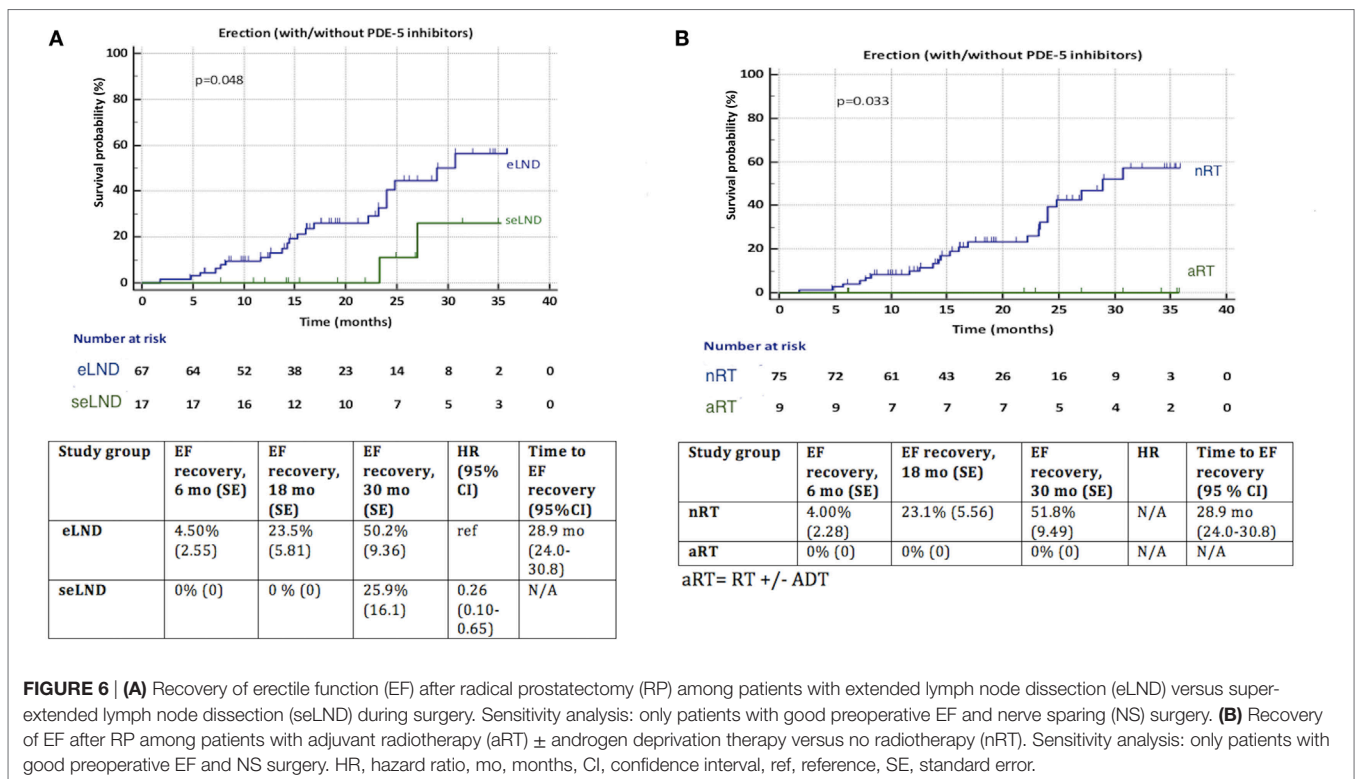 A
Erection (with/without PDE-5 inhibitors)
Survival probability (%)
100
80
60
40
20
0
p=0.048
eLND
seLND
0 5 10 15 20 25 30 35 40
Time (months)
Number at risk
eLND 67 64 52 38 23 14 8 2 0
seLND 17 17 16 12 10 7 5 3 0
Study group
EF
recovery,
6 mo (SE)
EF
recovery,
18 mo
(SE)
EF
recovery,
30 mo
(SE)
HR
(95%
CI)
Time to
EF
recovery
(95%CI)
eLND
4.50%
(2.55)
23.5%
(5.81)
50.2%
(9.36)
ref
28.9 mo
(24.0-
30.8)
seLND
0% (0)
0 % (0)
25.9%
(16.1)
0.26
(0.10-
0.65)
N/A
B
Erection (with/without PDE-5 inhibitors)
Survival probability (%)
100
80
60
40
20
0
p=0.033
nRT
aRT
0 5 10 15 20 25 30 35 40
Time (months)
Number at risk
nRT 75 72 61 43 26 16 9 3 0
aRT 9 9 7 7 7 5 4 2 0
Study group
EF
recovery,
6 mo (SE)
EF recovery,
18 mo (SE)
EF
recovery,
30 mo (SE)
HR
Time to EF
recovery
(95 % CI)
nRT
4.00%
(2.28)
23.1% (5.56)
51.8%
(9.49)
N/A
28.9 mo
(24.0-30.8)
aRT
0% (0)
0% (0)
0% (0)
N/A
N/A
aRT= RT +/- ADT
FIGURE 6 | (A) Recovery of erectile function (EF) after radical prostatectomy (RP) among patients with extended lymph node dissection (eLND) versus super-
extended lymph node dissection (seLND) during surgery. Sensitivity analysis: only patients with good preoperative EF and nerve sparing (NS) surgery. (B) Recovery
of EF after RP among patients with adjuvant radiotherapy (aRT) ± androgen deprivation therapy versus no radiotherapy (nRT). Sensitivity analysis: only patients with
good preoperative EF and NS surgery. HR, hazard ratio, mo, months, CI, confidence interval, ref, reference, SE, standard error.